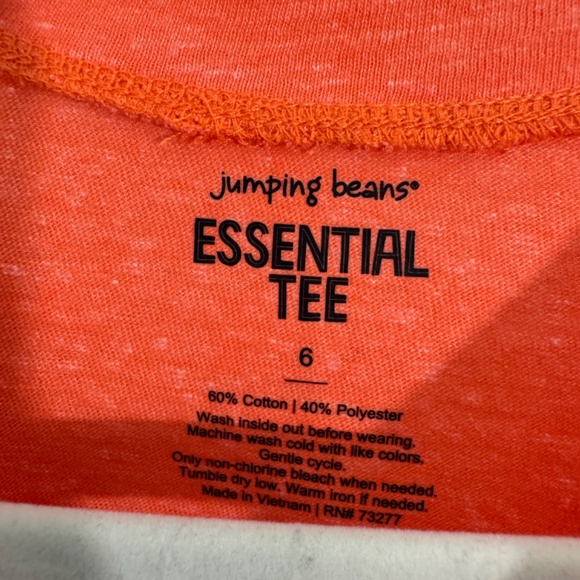 jumping beans®
ESSENTIAL
TEE
6
60% Cotton | 40% Polyester
Wash inside out before wearing.
Machine wash cold with like colors.
Gentle cycle.
Only non-chlorine bleach when needed.
Tumble dry low. Warm iron if needed.
Made in Vietnam | RN# 73277